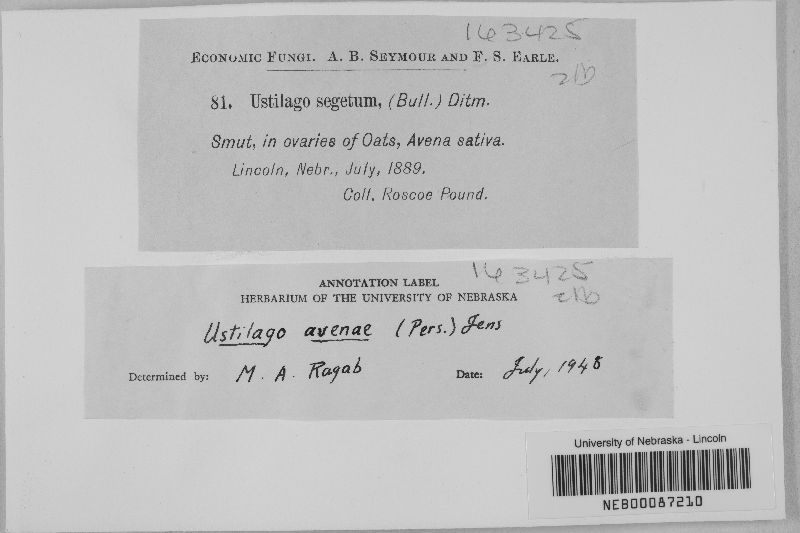 163425
ECONOMIC FUNGI. A. B. SEYMOUR AND F. S. EARLE.
81. Ustilago segetum, (Bull.) Ditm.
Smut, in ovaries of Oats, Avena sativa.
Lincoln, Nebr., July, 1889.
Coll. Roscoe Pound.
163425
ANNOTATION LABEL
HERBARIUM OF THE UNIVERSITY OF NEBRASKA
Ustilago avenae (Pers.) Jens
Determined by: M. A. Ragab Date: July, 1948
University of Nebraska - Lincoln
NEB00087210